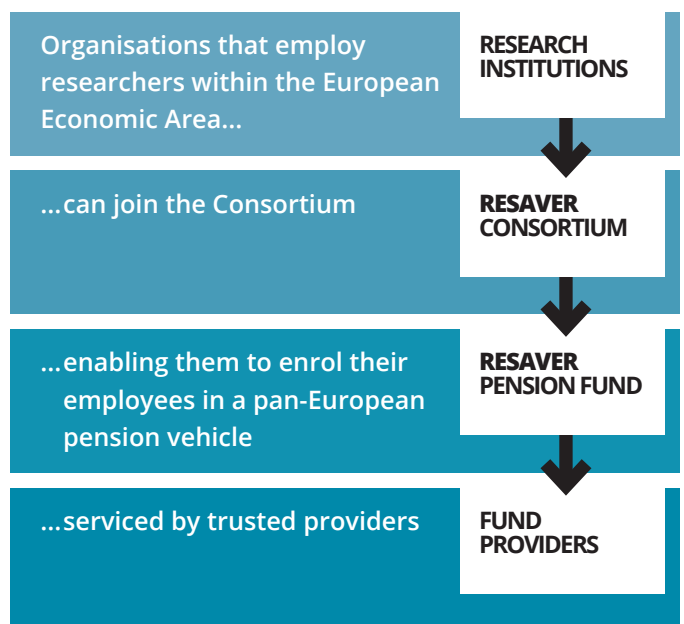 Organisations that employ
researchers within the European
Economic Area...
RESEARCH
INSTITUTIONS
...can join the Consortium
RESAVER
CONSORTIUM
...enabling them to enrol their
employees in a pan-European
pension vehicle
RESAVER
PENSION FUND
...serviced by trusted providers
FUND
PROVIDERS